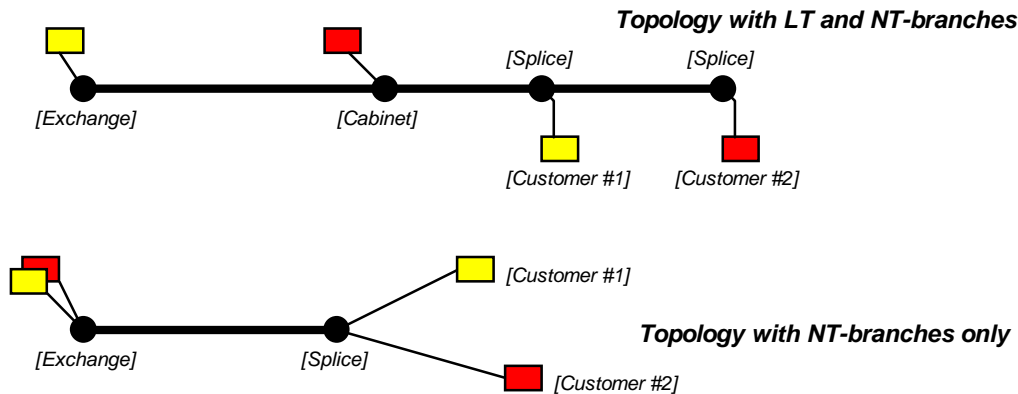 Topology with LT and NT-branches
[Splice]
[Splice]
[Exchange]
[Cabinet]
[Customer #1]
[Customer #2]
[Customer #1]
Topology with NT-branches only
[Exchange]
[Splice]
[Customer #2]